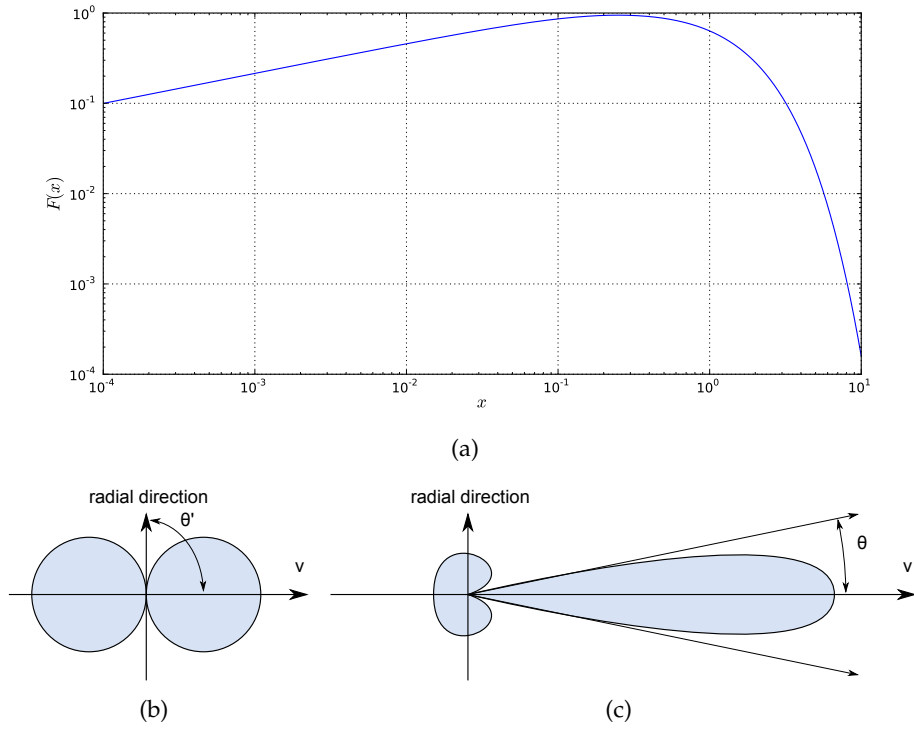 10^0
10^-1
F(x)
10^-2
10^-3
10^-4
10^-4 10^-3 10^-2 10^-1 10^0 10^1
x
(a)
radial direction radial direction
θ' θ
v v
(b) (c)